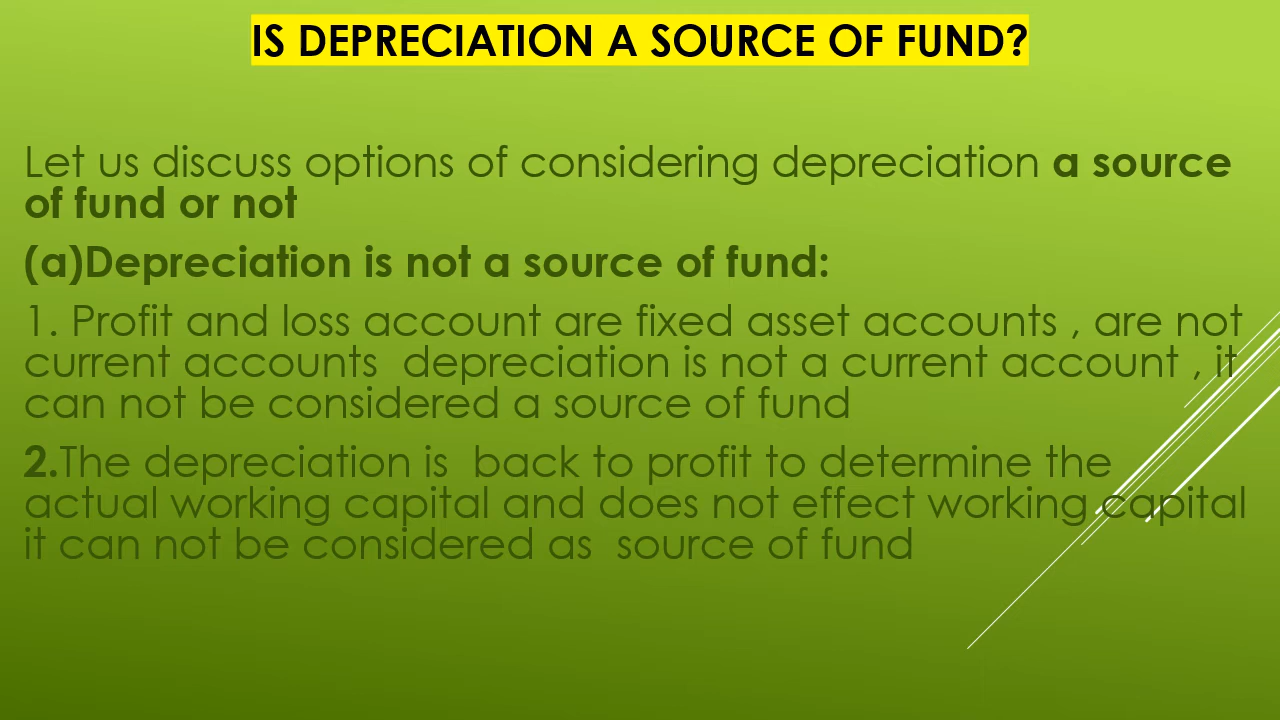 IS DEPRECIATION A SOURCE OF FUND?
Let us discuss options of considering depreciation a source
of fund or not
(a)Depreciation is not a source of fund:
1. Profit and loss account are fixed asset accounts , are not
current accounts  depreciation is not a current account , it
can not be considered a source of fund
2.The depreciation is  back to profit to determine the
actual working capital and does not effect working capital
it can not be considered as  source of fund